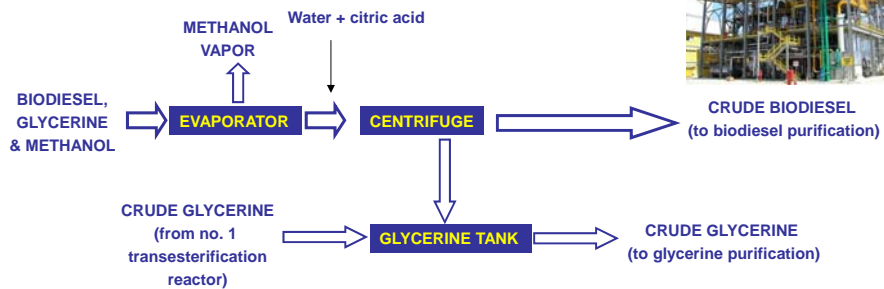 METHANOL
VAPOR
Water + citric acid
BIODIESEL,
GLYCERINE
& METHANOL
EVAPORATOR
CENTRIFUGE
CRUDE BIODIESEL
(to biodiesel purification)
CRUDE GLYCERINE
(from no. 1
transesterification
reactor)
GLYCERINE TANK
CRUDE GLYCERINE
(to glycerine purification)